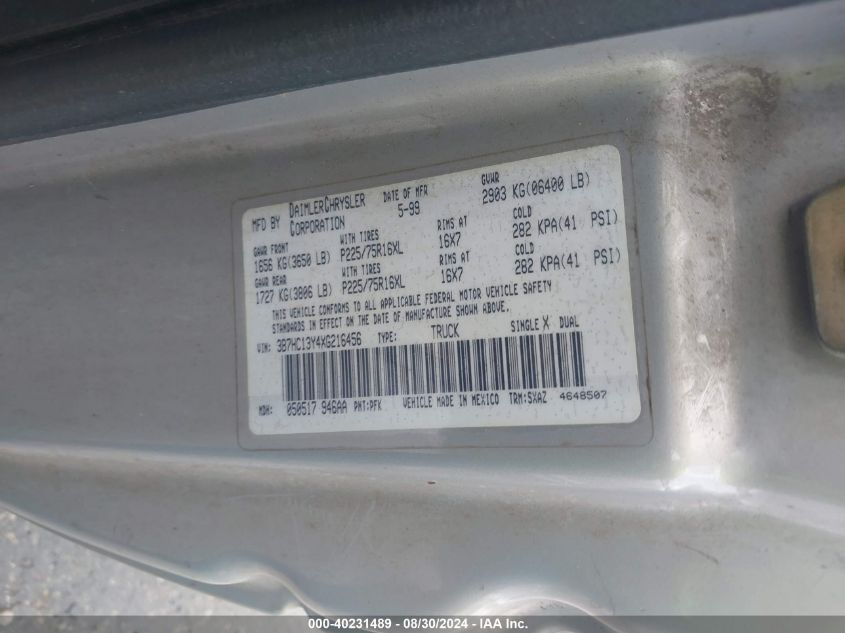 MFD BY DAIMLERCHRYSLER CORPORATION DATE OF MFR 5-99 GVWR 2903 KG(06400 LB)
GAWR FRONT WITH TIRES RIMS AT COLD
1656 KG(3650 LB) P225/75R16XL 16X7 282 KPA(41 PSI)
GAWR REAR WITH TIRES RIMS AT COLD
1727 KG(3806 LB) P225/75R16XL 16X7 282 KPA(41 PSI)
THIS VEHICLE CONFORMS TO ALL APPLICABLE FEDERAL MOTOR VEHICLE SAFETY
STANDARDS IN EFFECT ON THE DATE OF MANUFACTURE SHOWN ABOVE.
VIN: 3B7HC13Y4XG216456 TYPE: TRUCK SINGLE X DUAL
MDH: 050517 946AA PNT:PFK VEHICLE MADE IN MEXICO TRM:SXAZ 4648507
000-40231489 - 08/30/2024 - IAA Inc.